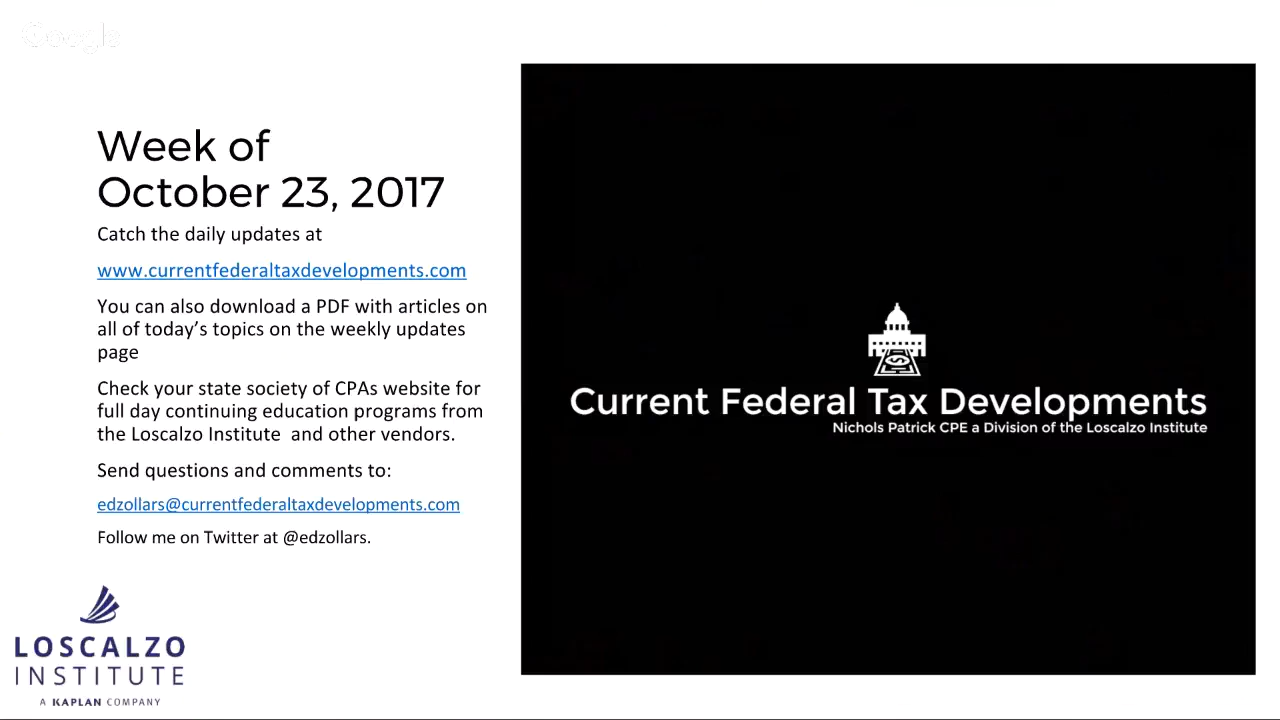 Google
Week of
October 23, 2017
Catch the daily updates at
www.currentfederaltaxdevelopments.com
You can also download a PDF with articles on
all of today's topics on the weekly updates
page
Check your state society of CPAs website for
full day continuing education programs from
the Loscalzo Institute  and other vendors.
Send questions and comments to:
edzollars@currentfederaltaxdevelopments.com
Follow me on Twitter at @edzollars.
LOSCALZO
INSTITUTE
A KAPLAN COMPANY
Current Federal Tax Developments
Nichols Patrick CPE a Division of the Loscalzo Institute